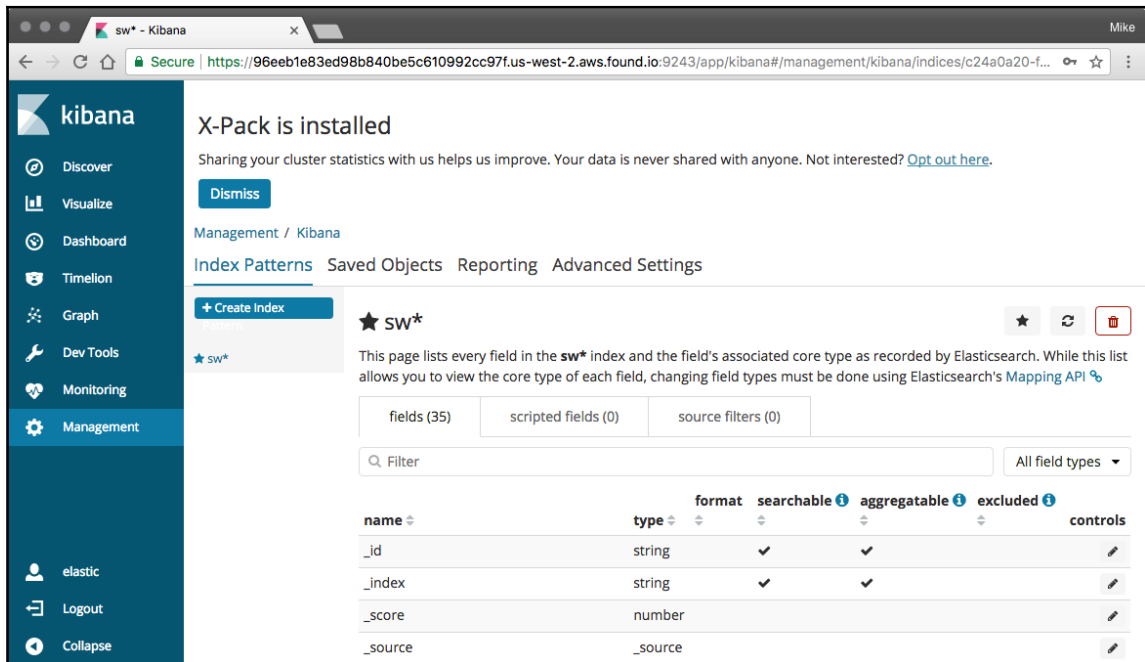 sw* - Kibana
Mike
Secure | https://96eeb1e83ed98b840be5c610992cc97f.us-west-2.aws.found.io:9243/app/kibana#/management/kibana/indices/c24a0a20-f...
kibana
Discover
Visualize
Dashboard
Timelion
Graph
Dev Tools
Monitoring
Management
elastic
Logout
Collapse
X-Pack is installed
Sharing your cluster statistics with us helps us improve. Your data is never shared with anyone. Not interested? Opt out here.
Dismiss
Management / Kibana
Index Patterns Saved Objects Reporting Advanced Settings
+ Create Index
Pattern
★ sw*
★ sw*
This page lists every field in the sw* index and the field's associated core type as recorded by Elasticsearch. While this list
allows you to view the core type of each field, changing field types must be done using Elasticsearch's Mapping API
fields (35) scripted fields (0) source filters (0)
Filter All field types
name type format searchable aggregatable excluded controls
_id string ✔ ✔
_index string ✔ ✔
_score number
_source _source